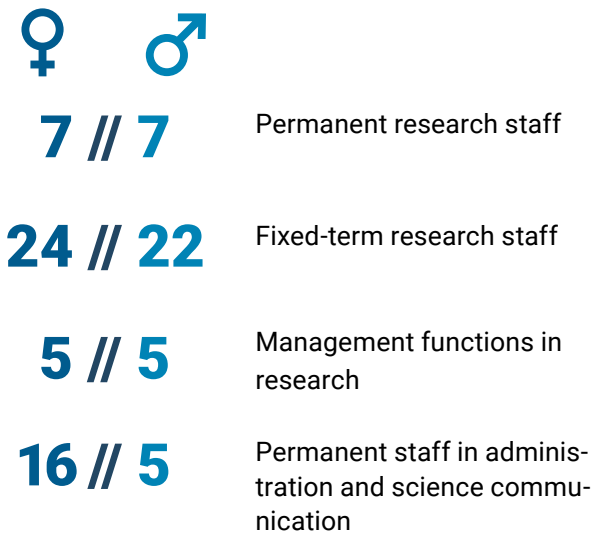 ♀ ♂
7 // 7 Permanent research staff
24 // 22 Fixed-term research staff
5 // 5 Management functions in
research
16 // 5 Permanent staff in adminis-
tration and science commu-
nication